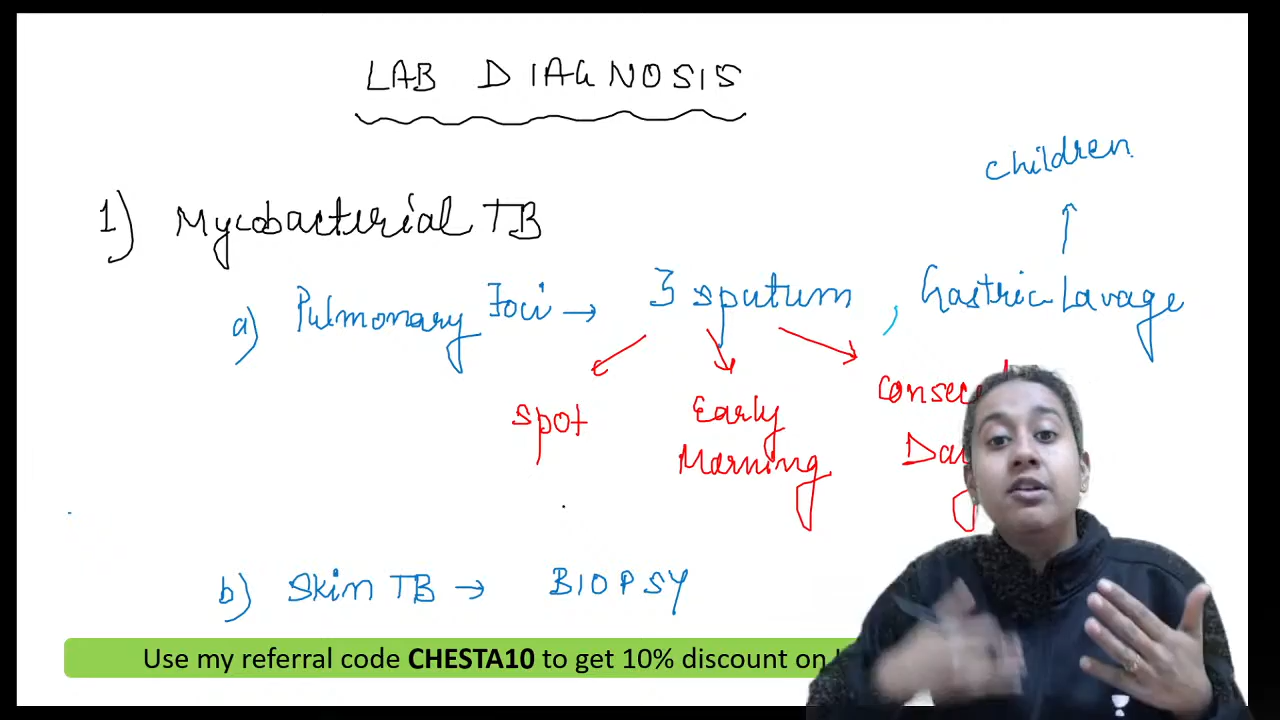 LAB DIAGNOSIS
children
1) Mycobacterial TB
a) Pulmonary Foci → 3 sputum, Gastric Lavage
spot
Early
Morning
b) Skin TB → BIOPSY
Use my referral code CHESTA10 to get 10% discount on